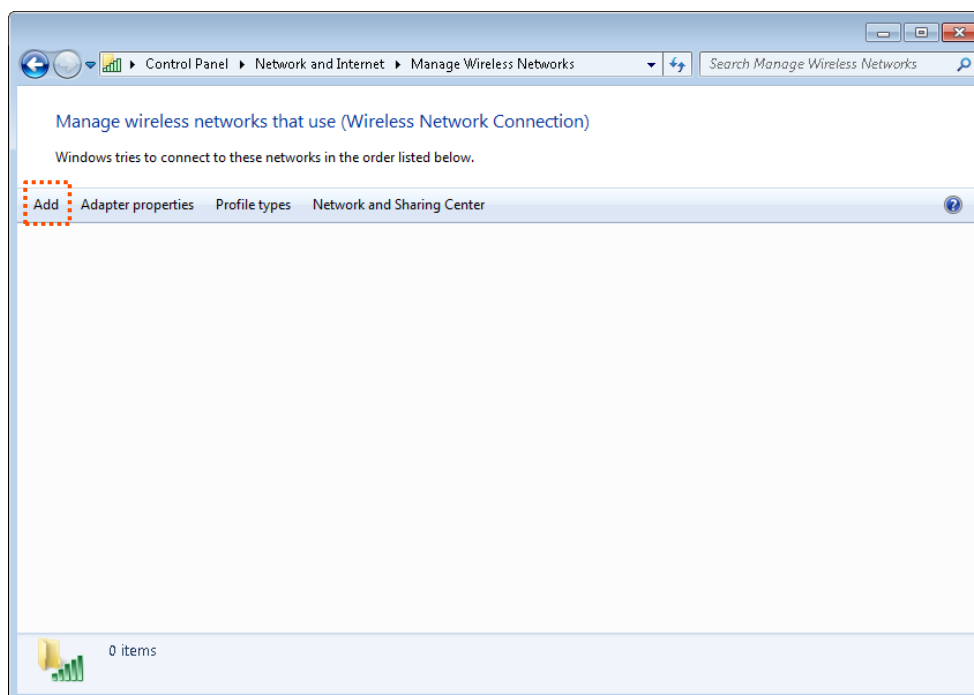 Control Panel Network and Internet Manage Wireless Networks Search Manage Wireless Networks
Manage wireless networks that use (Wireless Network Connection)
Windows tries to connect to these networks in the order listed below.
Add Adapter properties Profile types Network and Sharing Center
0 items